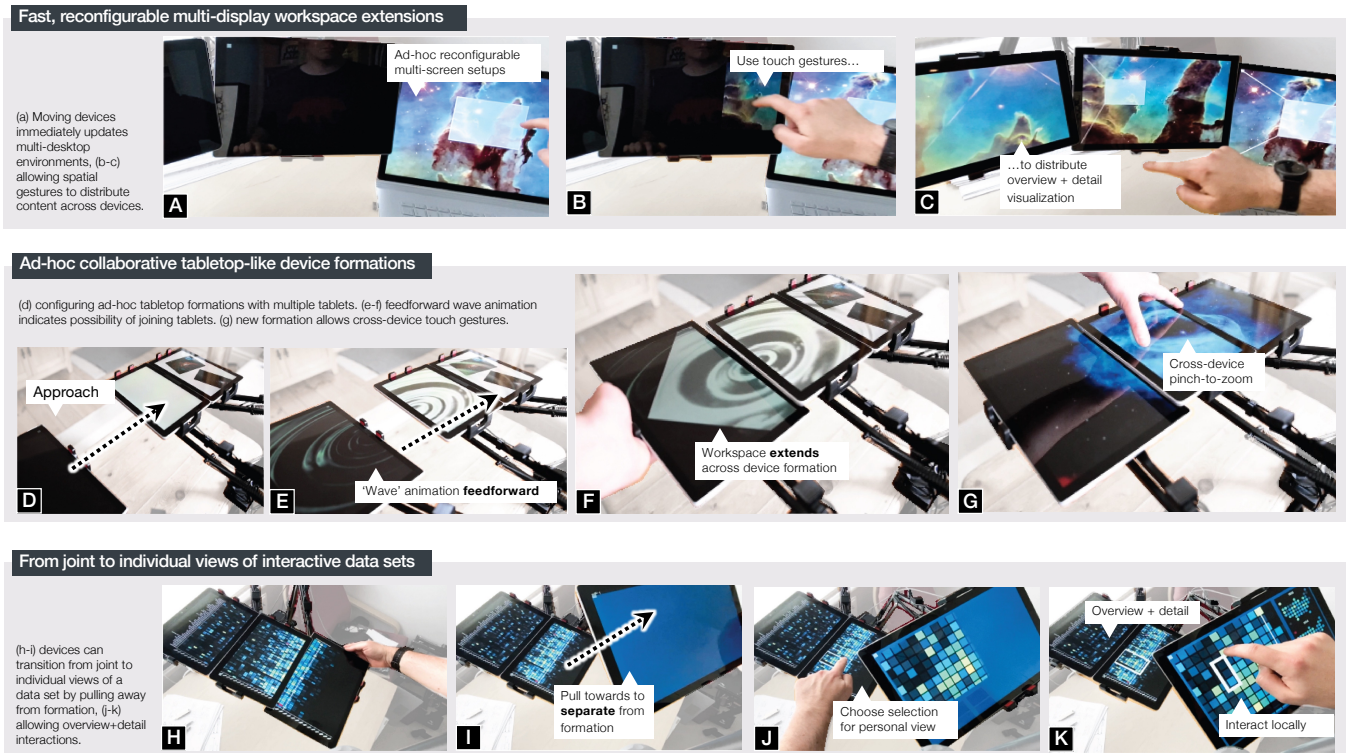 Fast, reconfigurable multi-display workspace extensions
(a) Moving devices
immediately updates
multi-desktop
environments, (b-c)
allowing spatial
gestures to distribute
content across devices.
Ad-hoc reconfigurable
multi-screen setups
A
Use touch gestures…
B
…to distribute
overview + detail
visualization
C
Ad-hoc collaborative tabletop-like device formations
(d) configuring ad-hoc tabletop formations with multiple tablets. (e-f) feedforward wave animation
indicates possibility of joining tablets. (g) new formation allows cross-device touch gestures.
Approach
D
‘Wave’ animation feedforward
E
Workspace extends
across device formation
F
Cross-device
pinch-to-zoom
G
From joint to individual views of interactive data sets
(h-i) devices can
transition from joint to
individual views of a
data set by pulling away
from formation, (j-k)
allowing overview+detail
interactions.
H
Pull towards to
separate from
formation
I
Choose selection
for personal view
J
Overview + detail
Interact locally
K